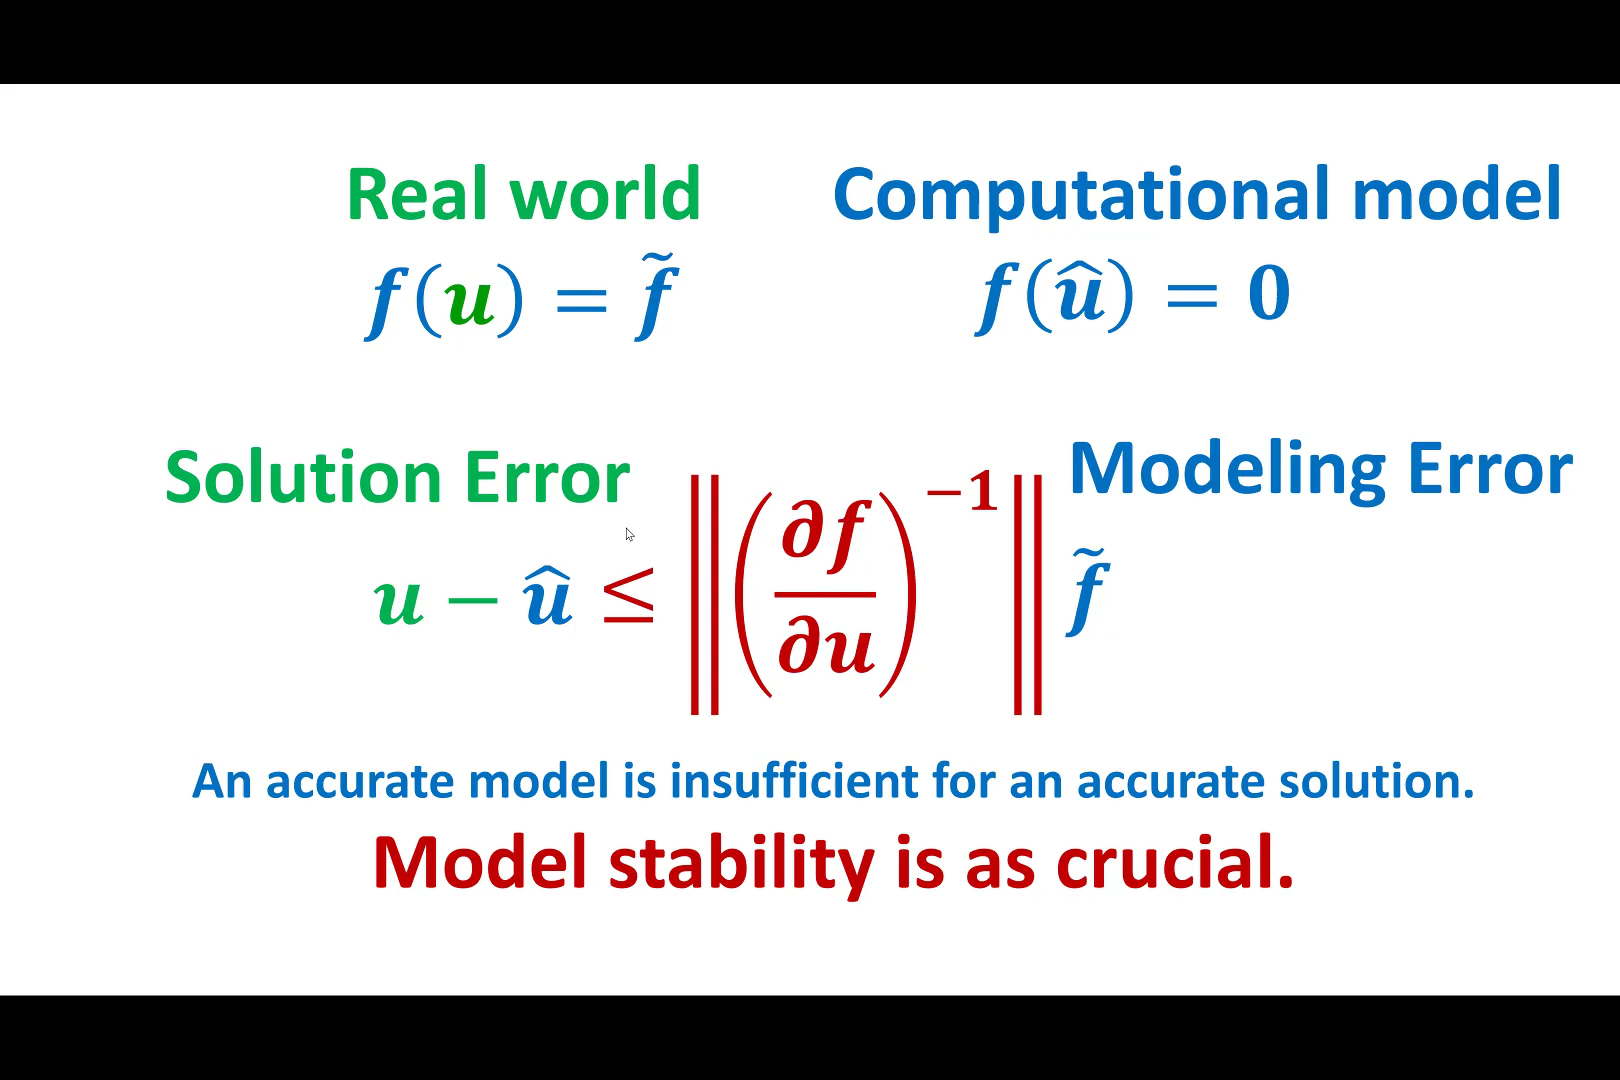 Real world
Computational model
f(u) = f̃
f(û) = 0
Solution Error
Modeling Error
u − û ≤ ‖(∂f/∂u)⁻¹‖ f̃
An accurate model is insufficient for an accurate solution.
Model stability is as crucial.